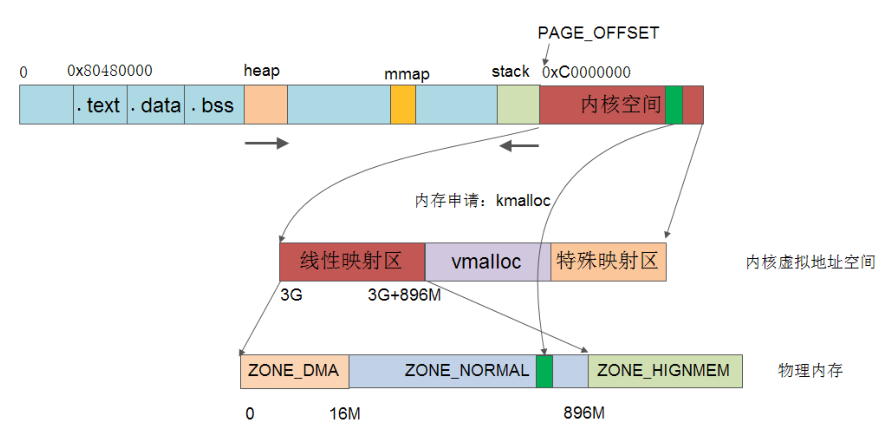 PAGE_OFFSET
0 0x80480000 heap mmap stack 0xC0000000
.text .data .bss 内核空间
内存申请：kmalloc
线性映射区 vmalloc 特殊映射区 内核虚拟地址空间
3G 3G+896M
ZONE_DMA ZONE_NORMAL ZONE_HIGNMEM 物理内存
0 16M 896M